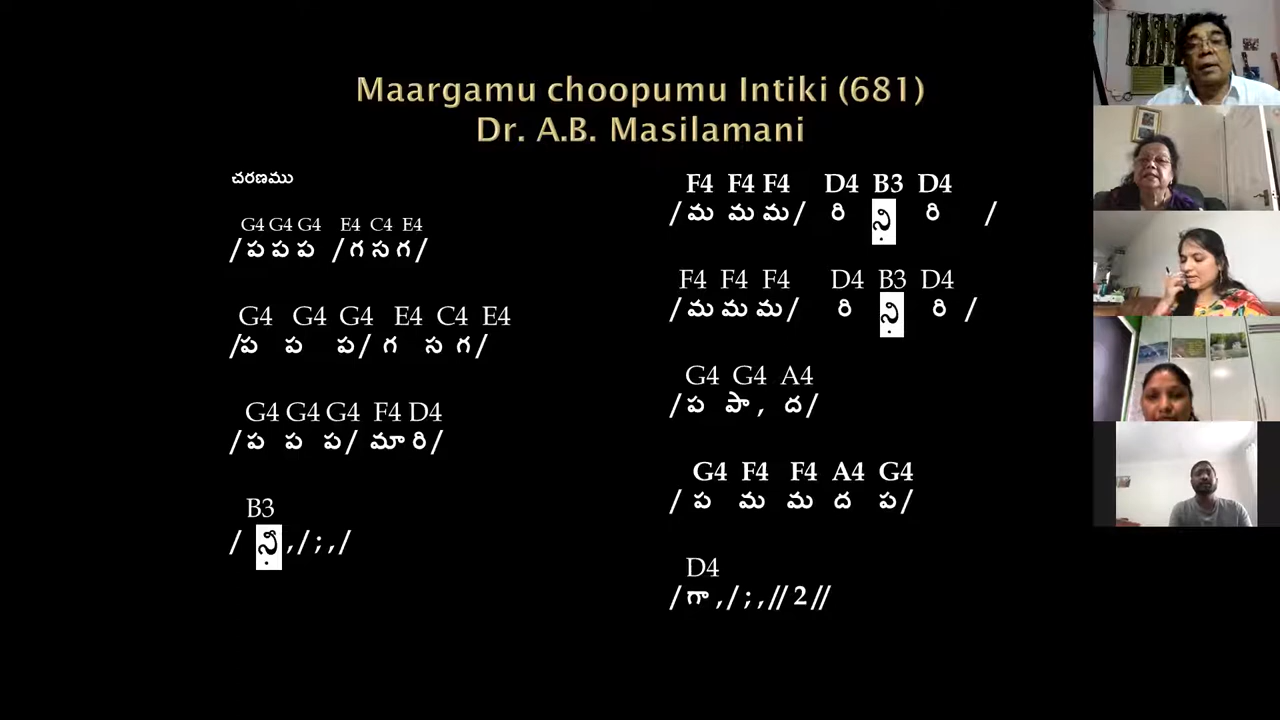 Maargamu choopumu Intiki (681)
Dr. A.B. Masilamani
చరణము
G4 G4 G4 E4 C4 E4
/ప ప ప /గ స గ/
G4 G4 G4 E4 C4 E4
/ప ప ప/ గ స గ/
G4 G4 G4 F4 D4
/ప ప ప/ మా రి/
B3
/ నీ̣ ,/ ; ,/
F4 F4 F4 D4 B3 D4
/మ మ మ/ రి ని̣ రి /
F4 F4 F4 D4 B3 D4
/మ మ మ/ రి ని̣ రి /
G4 G4 A4
/ప పా , ద/
G4 F4 F4 A4 G4
/ ప మ మ ద ప/
D4
/గా ,/ ; ,// 2//